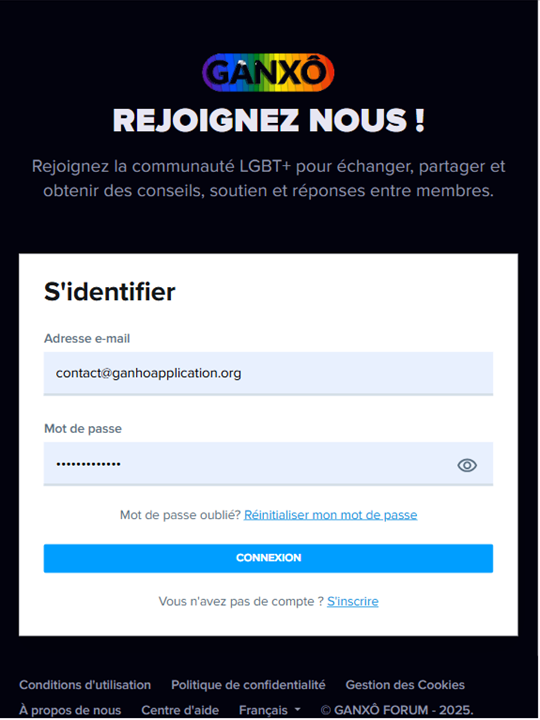 GANXÔ
REJOIGNEZ NOUS !
Rejoignez la communauté LGBT+ pour échanger, partager et
obtenir des conseils, soutien et réponses entre membres.
S'identifier
Adresse e-mail
contact@ganhoapplication.org
Mot de passe
•••••••••••••
Mot de passe oublié? Réinitialiser mon mot de passe
CONNEXION
Vous n'avez pas de compte ? S'inscrire
Conditions d'utilisation Politique de confidentialité Gestion des Cookies
À propos de nous Centre d'aide Français © GANXÔ FORUM - 2025.